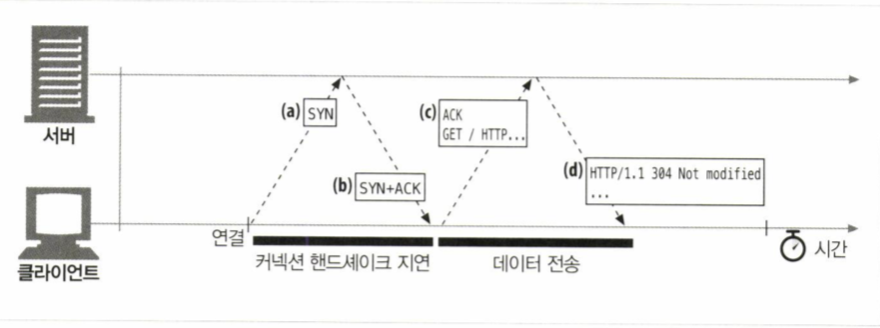 서버
(a) SYN
(b) SYN+ACK
(c) ACK
GET / HTTP...
(d) HTTP/1.1 304 Not modified
...
연결
커넥션 핸드셰이크 지연
데이터 전송
시간
클라이언트